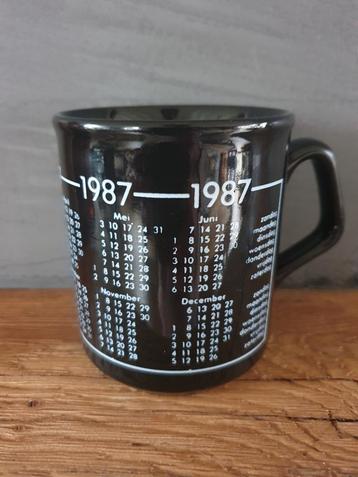 1987 1987
Mei Juni
3 10 17 24 31 7 14 21 28 zondag
4 11 18 25 1 8 15 22 29 maandag
5 12 19 26 2 9 16 23 30 dinsdag
6 13 20 27 3 10 17 24 woensdag
7 14 21 28 4 11 18 25 donderdag
1 8 15 22 29 5 12 19 26 vrijdag
2 9 16 23 30 6 13 20 27 zaterdag
November December
1 8 15 22 29 6 13 20 27
2 9 16 23 30 7 14 21 28
3 10 17 24 1 8 15 22 29
4 11 18 25 2 9 16 23 30
5 12 19 26 3 10 17 24 31
6 13 20 27 4 11 18 25
7 14 21 28 5 12 19 26